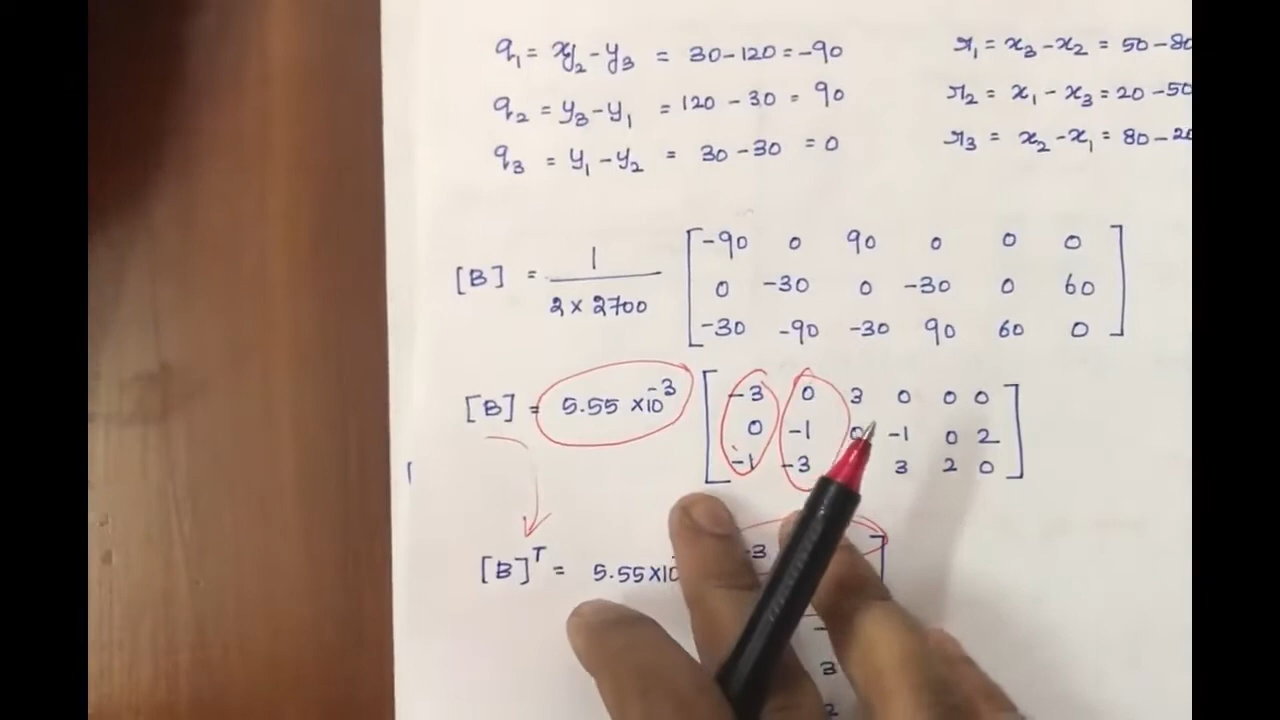 q₁ = y₂ - y₃ = 30 - 120 = -90
r₁ = x₃ - x₂ = 50 - 80
q₂ = y₃ - y₁ = 120 - 30 = 90
r₂ = x₁ - x₃ = 20 - 50
q₃ = y₁ - y₂ = 30 - 30 = 0
r₃ = x₂ - x₁ = 80 - 20
[B] = 1 / 2 × 2700
-90 0 90 0 0 0
0 -30 0 -30 0 60
-30 -90 -30 90 60 0
[B] = 5.55 × 10⁻³
-3 0 3 0 0 0
0 -1 0 -1 0 2
-1 -3 3 2 0
[B]ᵀ = 5.55 × 10
-3
-
3
2